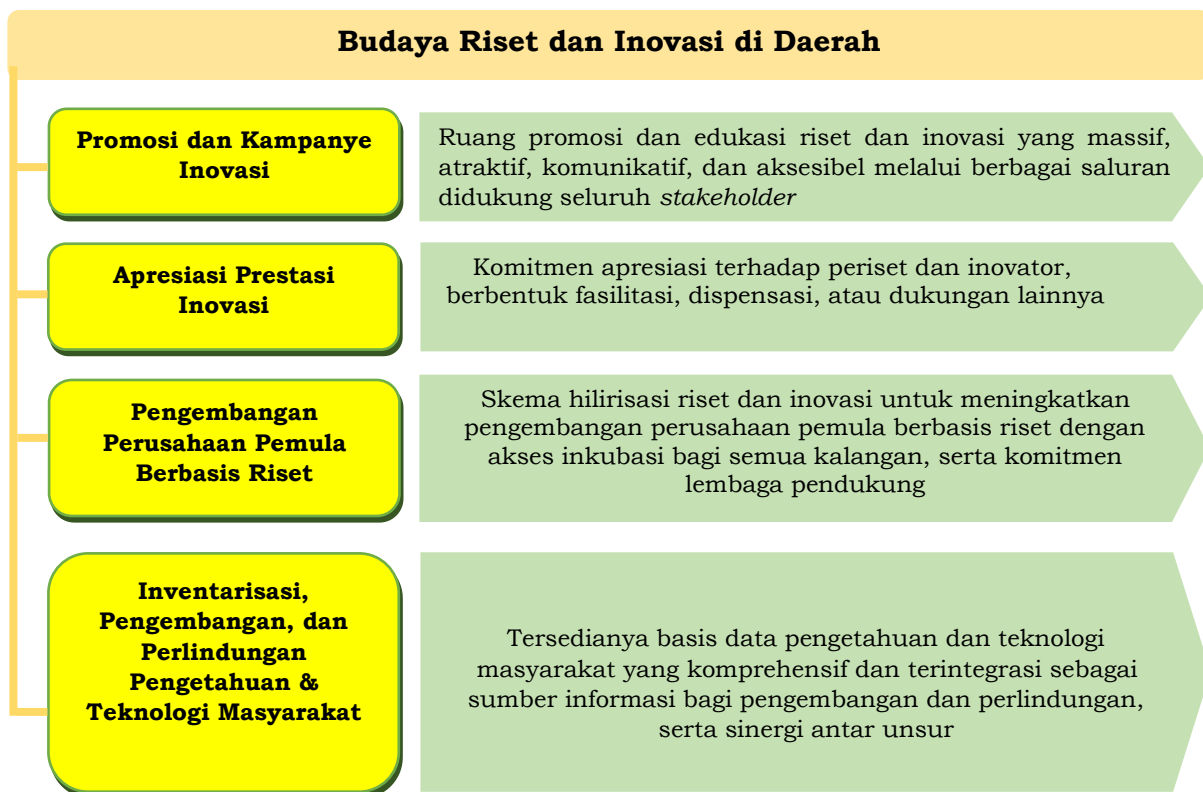 Budaya Riset dan Inovasi di Daerah
Promosi dan Kampanye
Inovasi
Ruang promosi dan edukasi riset dan inovasi yang massif,
atraktif, komunikatif, dan aksesibel melalui berbagai saluran
didukung seluruh stakeholder
Apresiasi Prestasi
Inovasi
Komitmen apresiasi terhadap periset dan inovator,
berbentuk fasilitasi, dispensasi, atau dukungan lainnya
Pengembangan
Perusahaan Pemula
Berbasis Riset
Skema hilirisasi riset dan inovasi untuk meningkatkan
pengembangan perusahaan pemula berbasis riset dengan
akses inkubasi bagi semua kalangan, serta komitmen
lembaga pendukung
Inventarisasi,
Pengembangan, dan
Perlindungan
Pengetahuan &
Teknologi Masyarakat
Tersedianya basis data pengetahuan dan teknologi
masyarakat yang komprehensif dan terintegrasi sebagai
sumber informasi bagi pengembangan dan perlindungan,
serta sinergi antar unsur